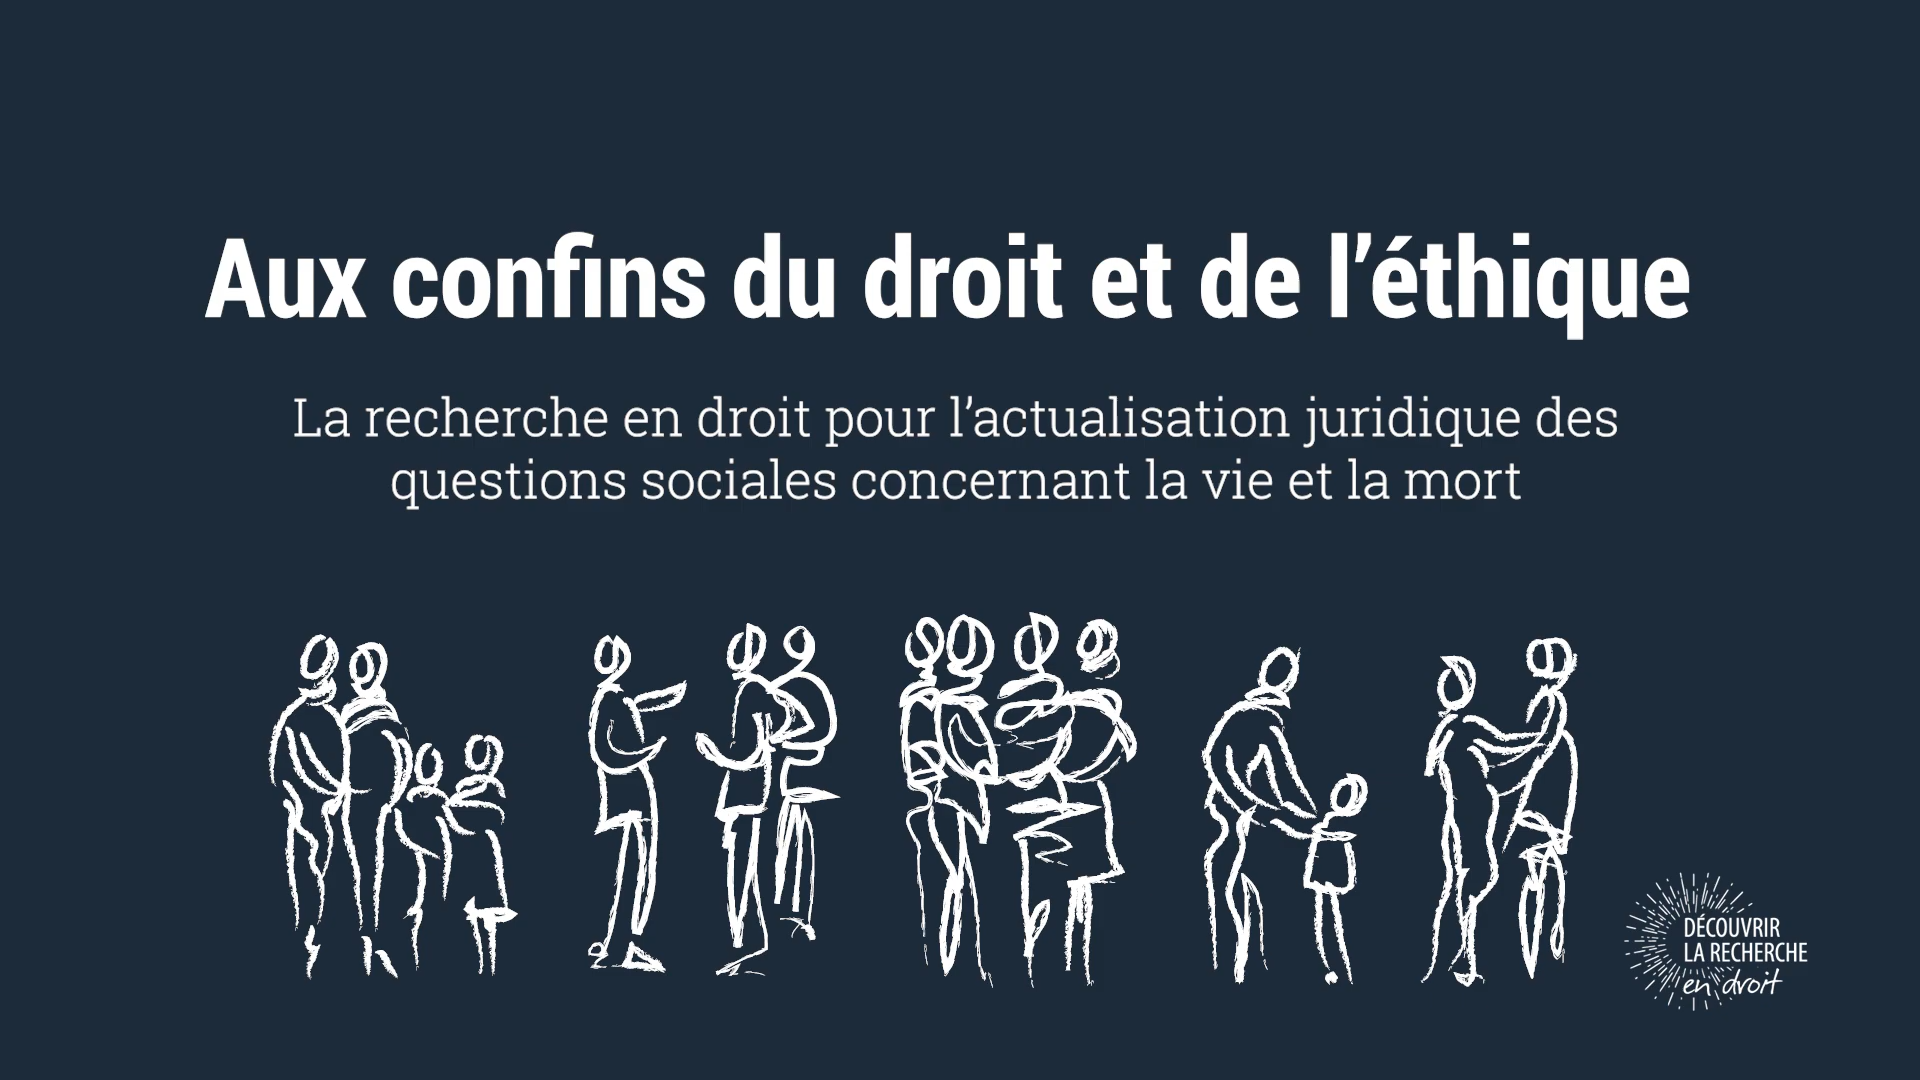 Aux confins du droit et de l’éthique
La recherche en droit pour l’actualisation juridique des
questions sociales concernant la vie et la mort
DÉCOUVRIR
LA RECHERCHE
en droit